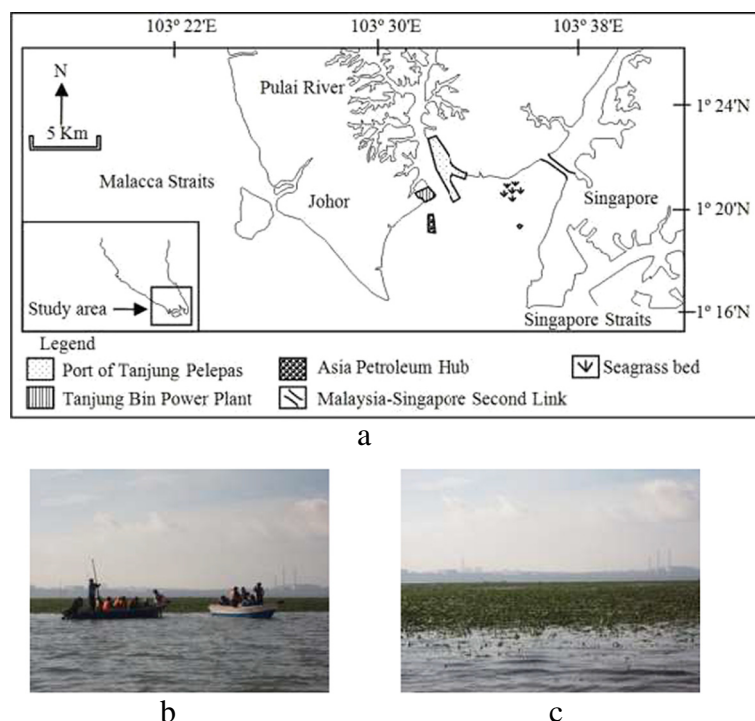 103° 22'E 103° 30'E 103° 38'E
N
5 Km
Pulai River
1° 24'N
Malacca Straits
Johor
Singapore
1° 20'N
Study area
Singapore Straits
1° 16'N
Legend
Port of Tanjung Pelepas
Asia Petroleum Hub
Seagrass bed
Tanjung Bin Power Plant
Malaysia-Singapore Second Link
a
b
c